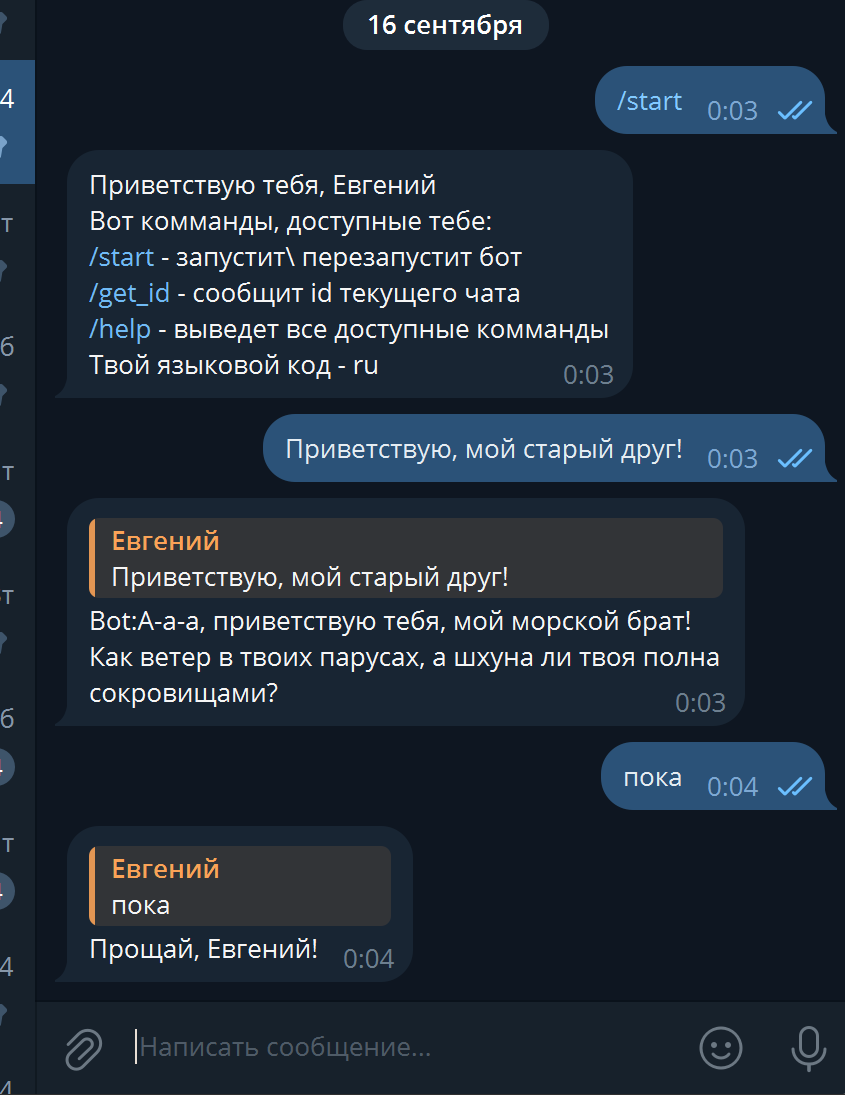 16 сентября
/start 0:03
Приветствую тебя, Евгений
Вот комманды, доступные тебе:
/start - запустит\ перезапустит бот
/get_id - сообщит id текущего чата
/help - выведет все доступные комманды
Твой языковой код - ru
0:03
Приветствую, мой старый друг! 0:03
Евгений
Приветствую, мой старый друг!
Bot:А-а-а, приветствую тебя, мой морской брат!
Как ветер в твоих парусах, а шхуна ли твоя полна
сокровищами?
0:03
пока 0:04
Евгений
пока
Прощай, Евгений! 0:04
Написать сообщение...